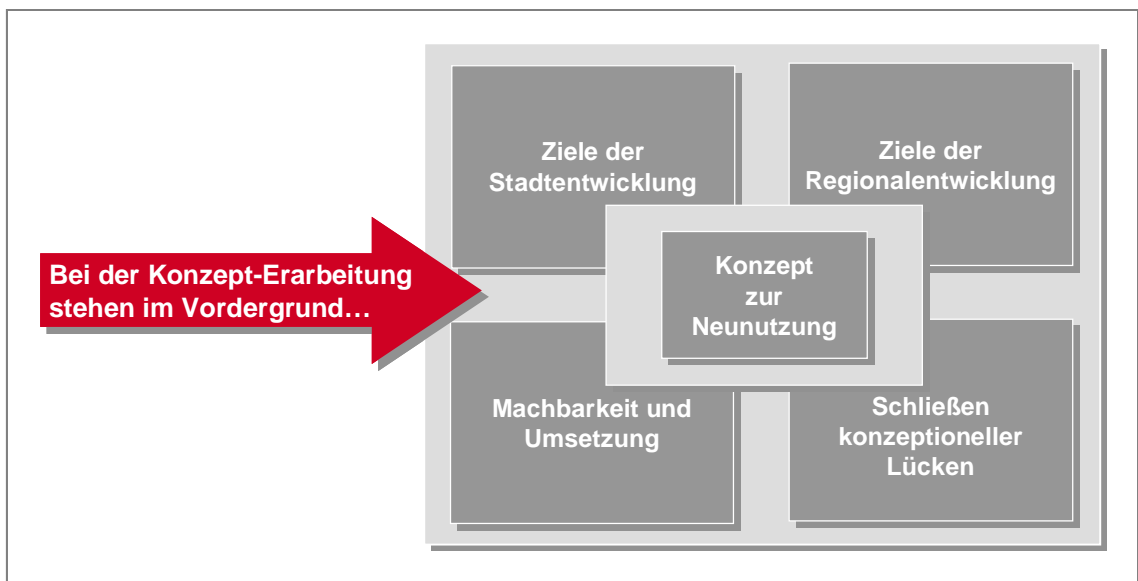 Ziele der
Stadtentwicklung
Ziele der
Regionalentwicklung
Bei der Konzept-Erarbeitung
stehen im Vordergrund…
Konzept
zur
Neunutzung
Machbarkeit und
Umsetzung
Schließen
konzeptioneller
Lücken